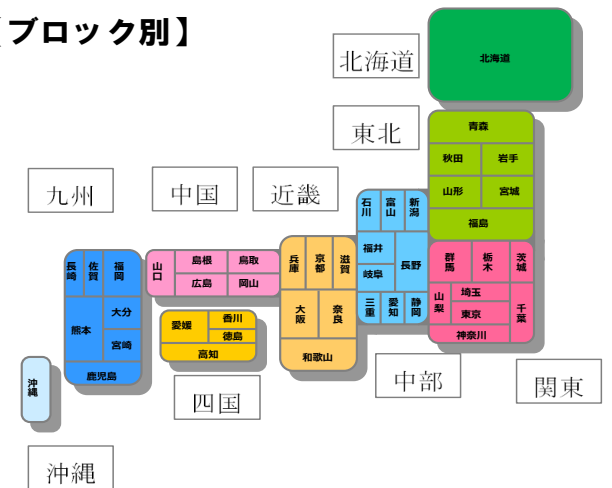 【ブロック別】
北海道
北海道
東北
青森
秋田
岩手
山形
宮城
福島
九州
中国
近畿
石川
富山
新潟
福井
岐阜
長野
三重
愛知
静岡
群馬
栃木
茨城
山梨
埼玉
東京
千葉
神奈川
兵庫
京都
滋賀
大阪
奈良
和歌山
山口
島根
鳥取
広島
岡山
愛媛
香川
徳島
高知
長崎
佐賀
福岡
熊本
大分
宮崎
鹿児島
沖縄
四国
中部
関東
沖縄